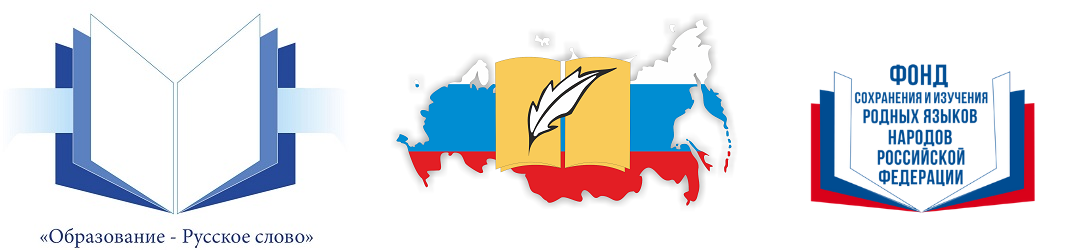 «Образование - Русское слово»
ФОНД
СОХРАНЕНИЯ И ИЗУЧЕНИЯ
РОДНЫХ ЯЗЫКОВ
НАРОДОВ
РОССИЙСКОЙ
ФЕДЕРАЦИИ